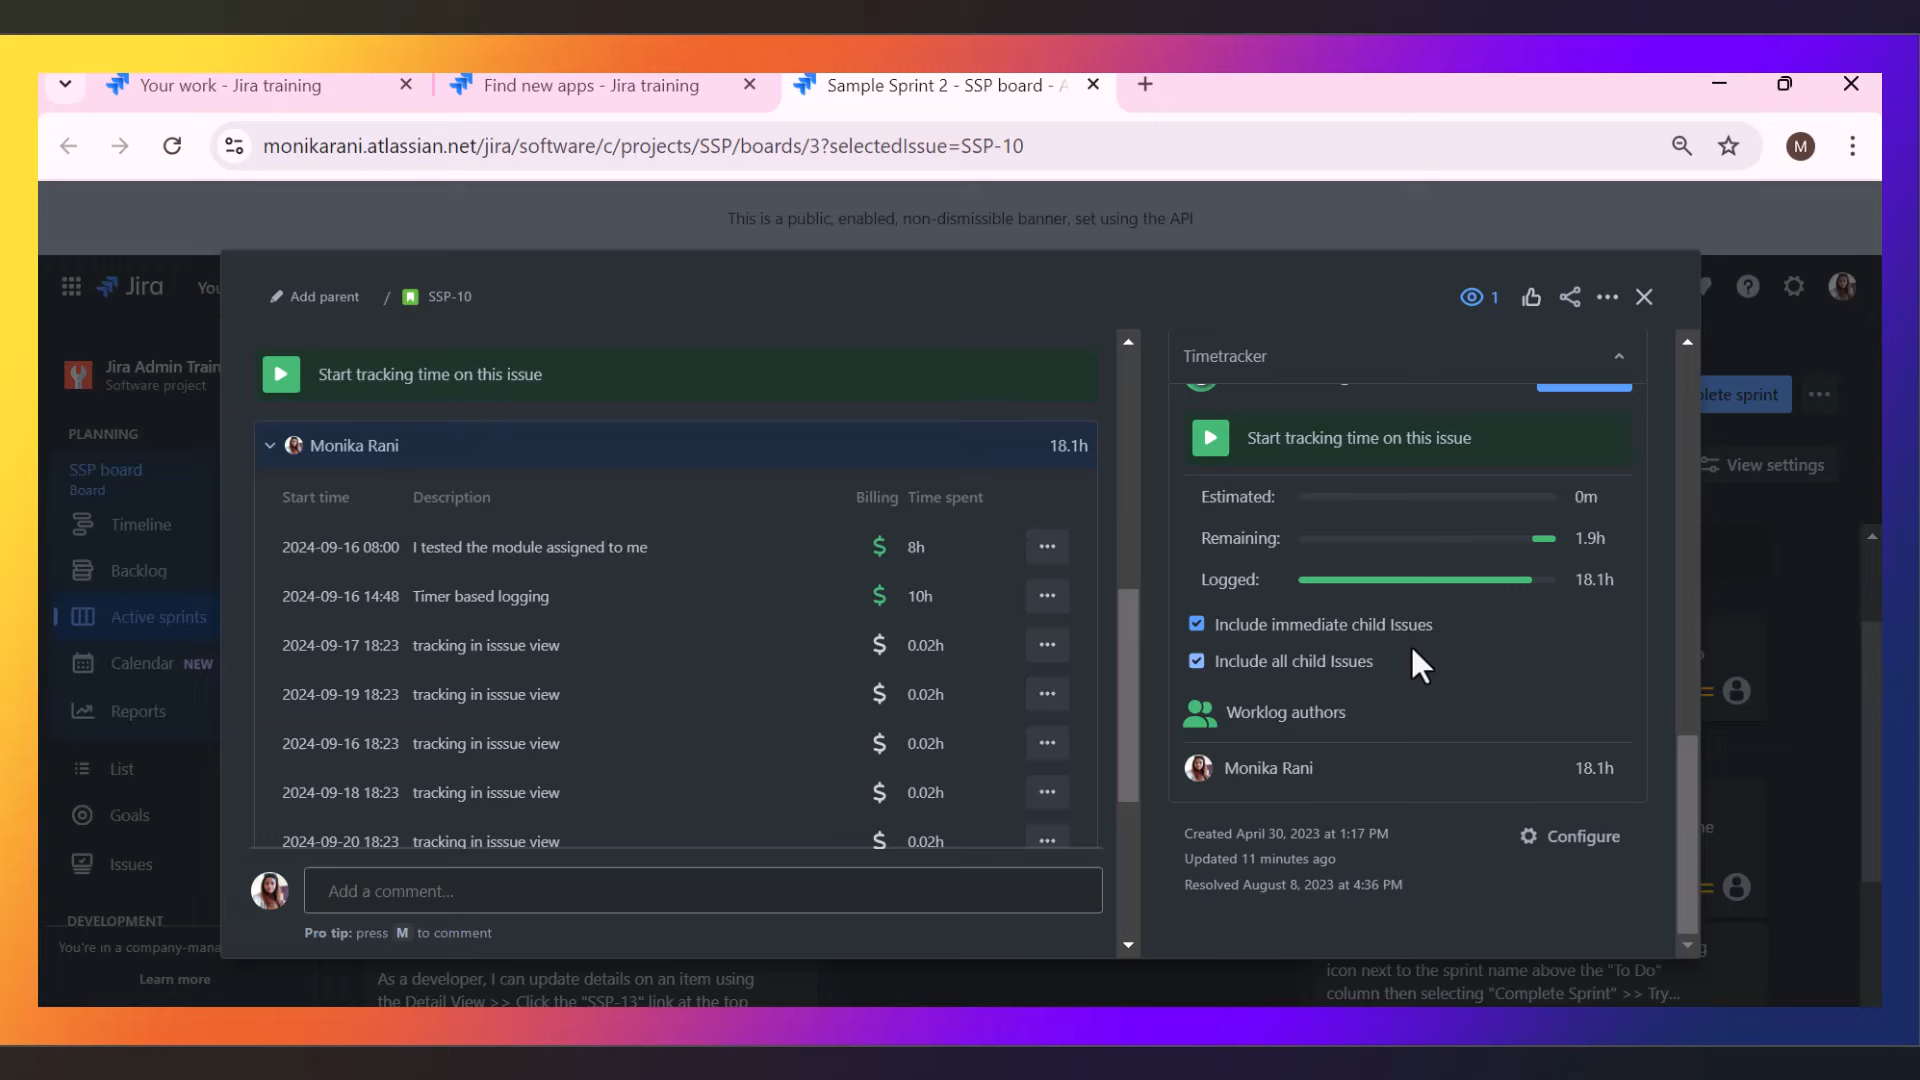 Your work - Jira training
Find new apps - Jira training
Sample Sprint 2 - SSP board - A
monikarani.atlassian.net/jira/software/c/projects/SSP/boards/3?selectedIssue=SSP-10
M
This is a public, enabled, non-dismissible banner, set using the API
Jira
You
Add parent / SSP-10
1
Jira Admin Train
Software project
PLANNING
SSP board
Board
Timeline
Backlog
Active sprints
Calendar NEW
Reports
List
Goals
Issues
DEVELOPMENT
You're in a company-mana
Learn more
Start tracking time on this issue
Monika Rani 18.1h
Start time Description Billing Time spent
2024-09-16 08:00 I tested the module assigned to me $ 8h
2024-09-16 14:48 Timer based logging $ 10h
2024-09-17 18:23 tracking in isssue view $ 0.02h
2024-09-19 18:23 tracking in isssue view $ 0.02h
2024-09-16 18:23 tracking in isssue view $ 0.02h
2024-09-18 18:23 tracking in isssue view $ 0.02h
2024-09-20 18:23 tracking in isssue view $ 0.02h
Add a comment...
Pro tip: press M to comment
Timetracker
Start tracking time on this issue
Estimated: 0m
Remaining: 1.9h
Logged: 18.1h
Include immediate child Issues
Include all child Issues
Worklog authors
Monika Rani 18.1h
Created April 30, 2023 at 1:17 PM
Updated 11 minutes ago
Resolved August 8, 2023 at 4:36 PM
Configure
plete sprint
View settings
As a developer, I can update details on an item using
the Detail View >> Click the "SSP-13" link at the top
icon next to the sprint name above the "To Do"
column then selecting "Complete Sprint" >> Try...